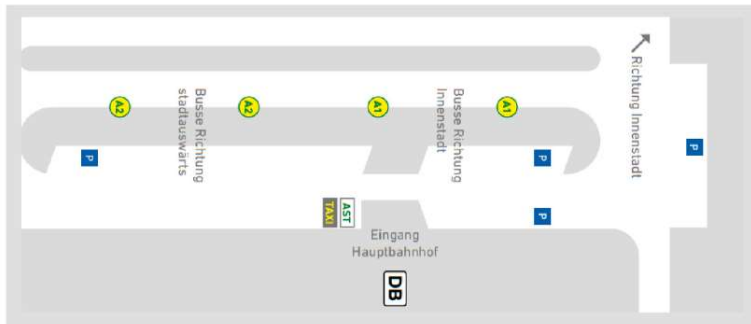 Richtung Innenstadt
A2
Busse Richtung
stadtauswärts
A2
A1
Busse Richtung
Innenstadt
A1
P
P
P
TAXI
AST
P
Eingang
Hauptbahnhof
DB